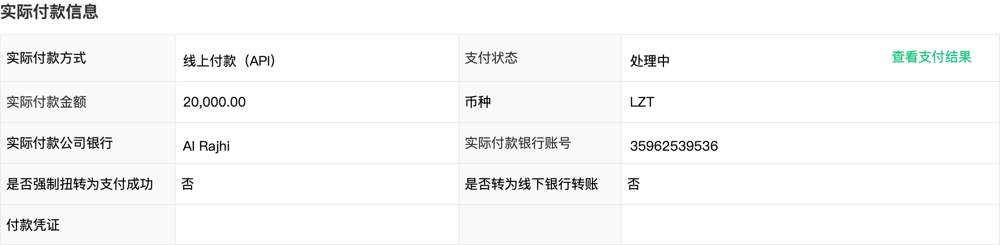 实际付款信息
实际付款方式 线上付款（API） 支付状态 处理中 查看支付结果
实际付款金额 20,000.00 币种 LZT
实际付款公司银行 Al Rajhi 实际付款银行账号 35962539536
是否强制扭转为支付成功 否 是否转为线下银行转账 否
付款凭证